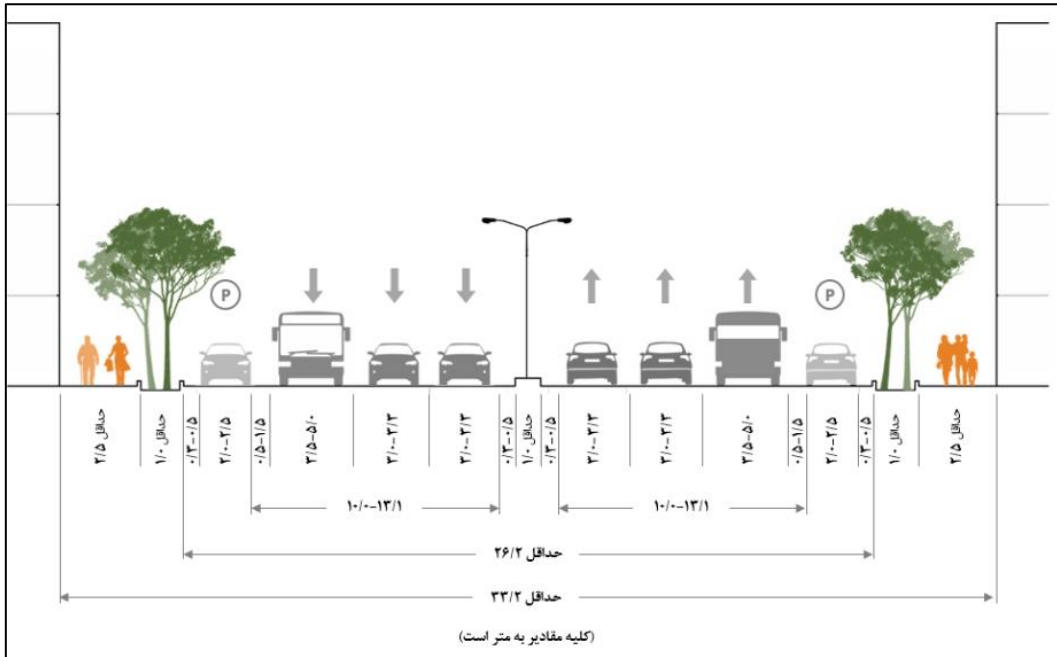 P
P
حداقل ۲/۵
حداقل ۱/۰
۰/۳-۰/۵
۲/۰-۲/۵
۰/۵-۱/۵
۳/۵-۵/۰
۳/۰-۳/۳
۳/۰-۳/۳
۰/۳-۰/۵
حداقل ۱/۰
۰/۳-۰/۵
۳/۰-۳/۳
۳/۰-۳/۳
۳/۵-۵/۰
۰/۵-۱/۵
۲/۰-۲/۵
۰/۳-۰/۵
حداقل ۱/۰
حداقل ۲/۵
۱۰/۰-۱۳/۱
۱۰/۰-۱۳/۱
حداقل ۲۶/۲
حداقل ۳۳/۲
(کلیه مقادیر به متر است)